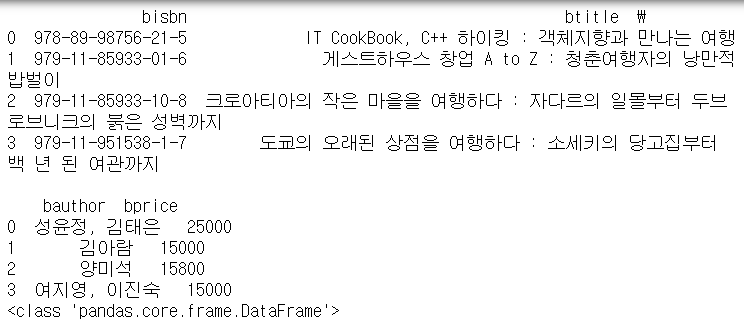 bisbn btitle ₩
0 978-89-98756-21-5 IT CookBook, C++ 하이킹 : 객체지향과 만나는 여행
1 979-11-85933-01-6 게스트하우스 창업 A to Z : 청춘여행자의 낭만적
밥벌이
2 979-11-85933-10-8 크로아티아의 작은 마을을 여행하다 : 자다르의 일몰부터 두브
로브니크의 붉은 성벽까지
3 979-11-951538-1-7 도쿄의 오래된 상점을 여행하다 : 소세키의 당고집부터
백 년 된 여관까지
bauthor bprice
0 성윤정, 김태은 25000
1 김아람 15000
2 양미석 15800
3 여지영, 이진숙 15000
<class 'pandas.core.frame.DataFrame'>